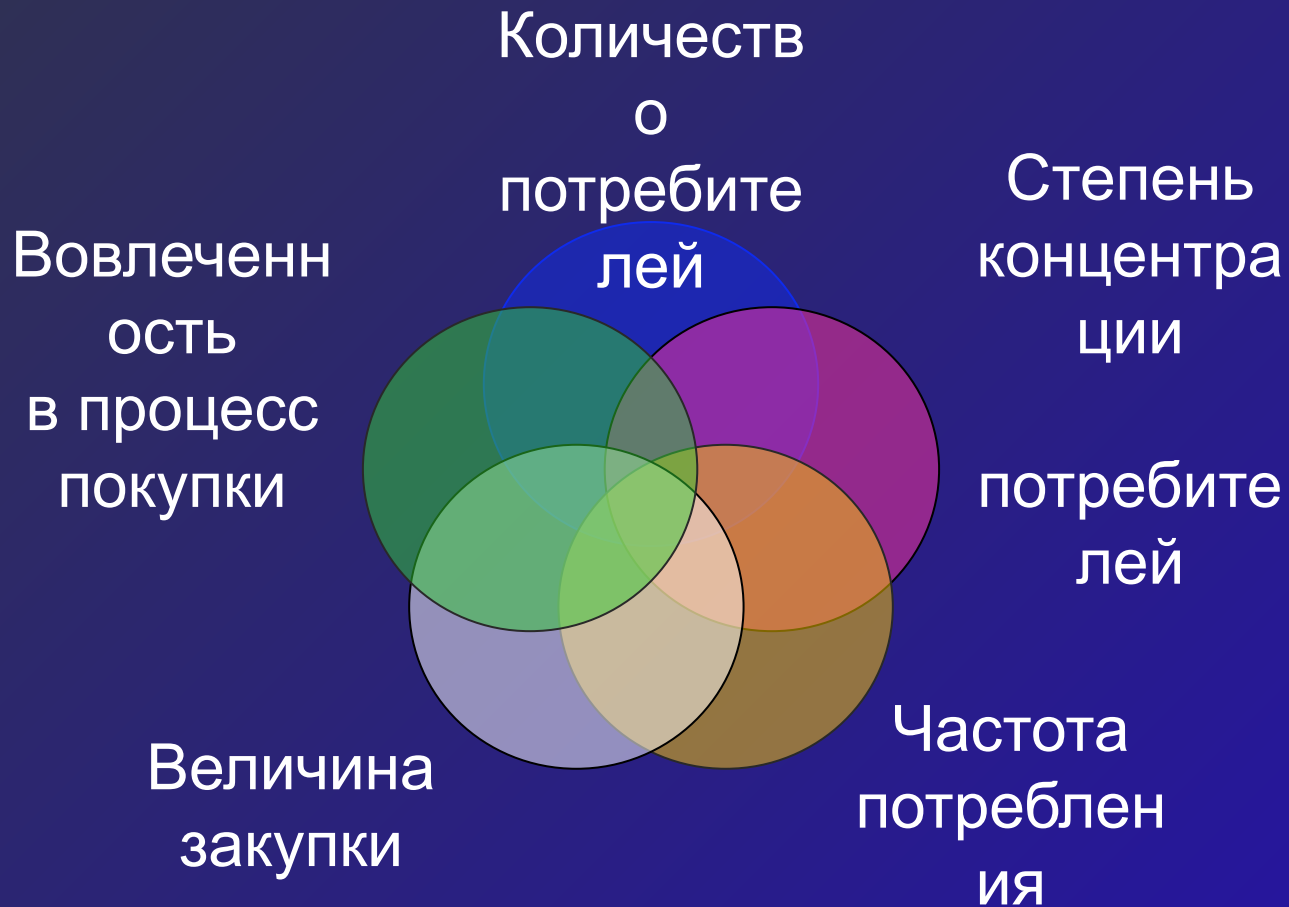 Количеств
о
потребите
лей
Степень
концентра
ции
потребите
лей
Частота
потреблен
ия
Величина
закупки
Вовлеченн
ость
в процесс
покупки